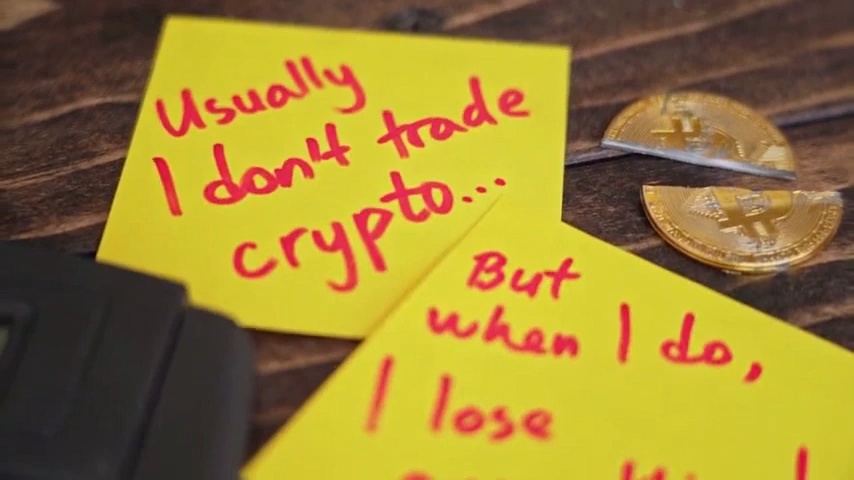 Usually
I don't trade
crypto...
But
when I do,
I lose